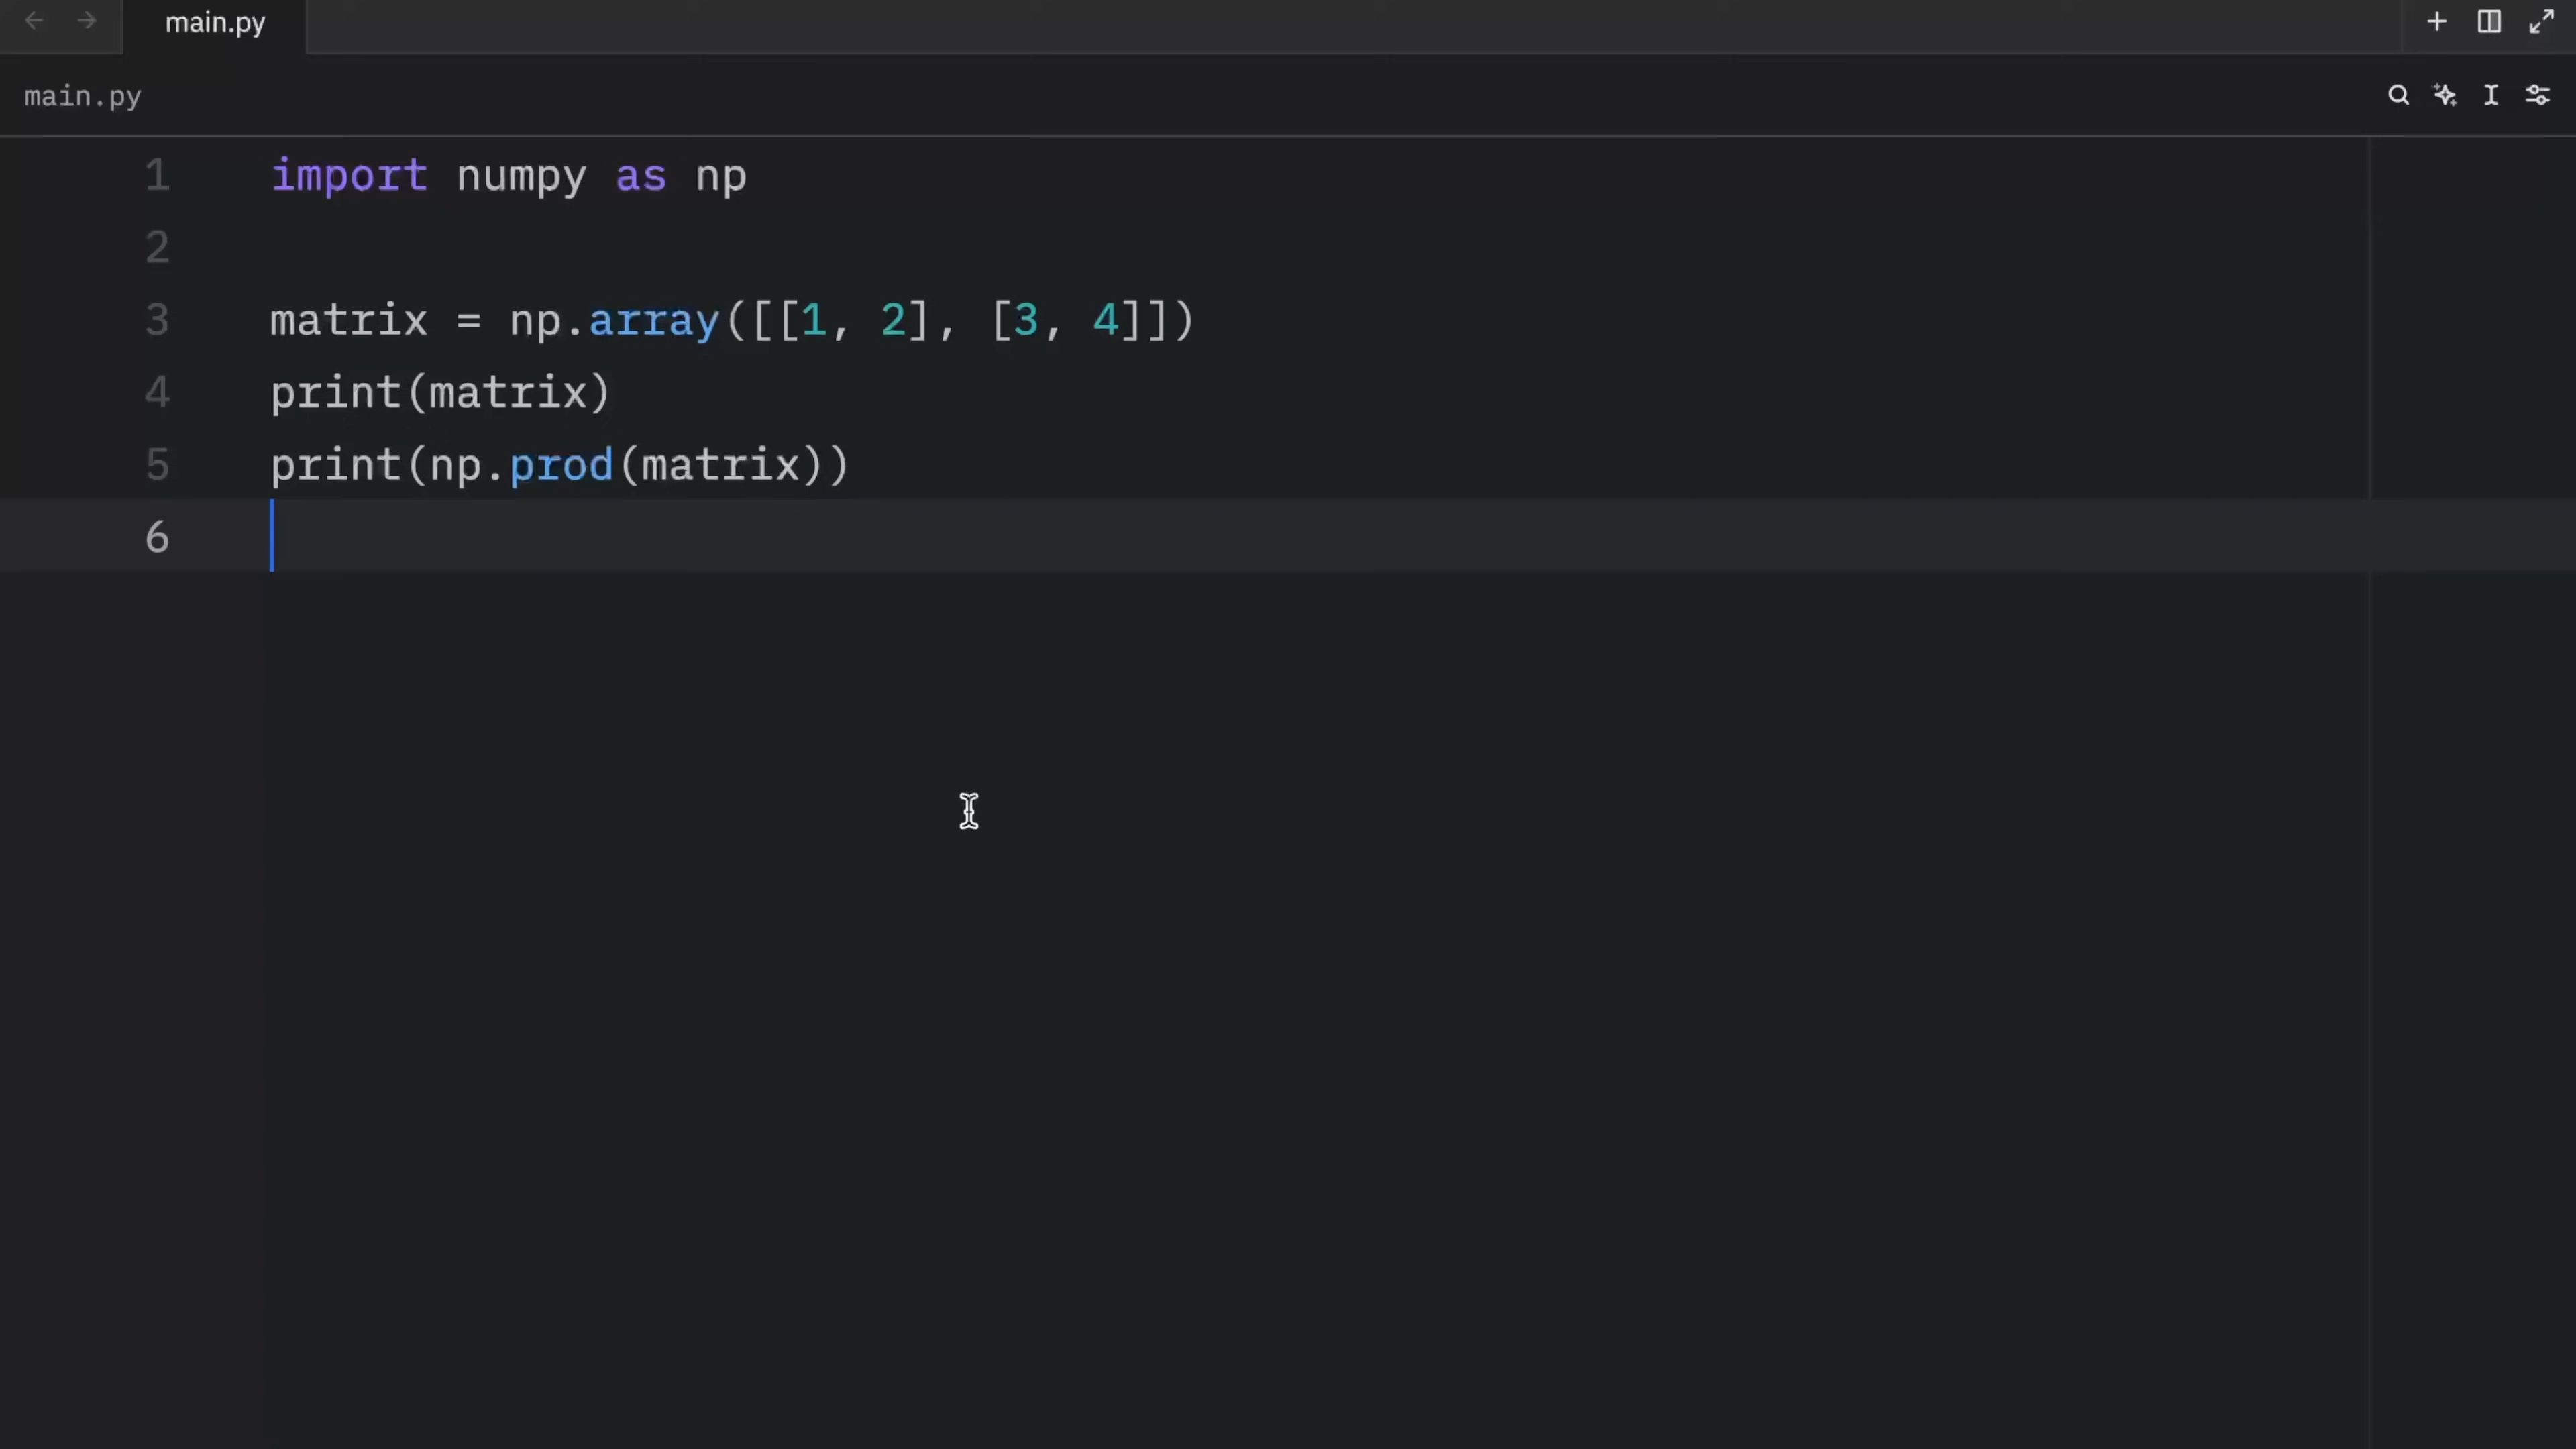 main.py
main.py
1 import numpy as np
2
3 matrix = np.array([[1, 2], [3, 4]])
4 print(matrix)
5 print(np.prod(matrix))
6